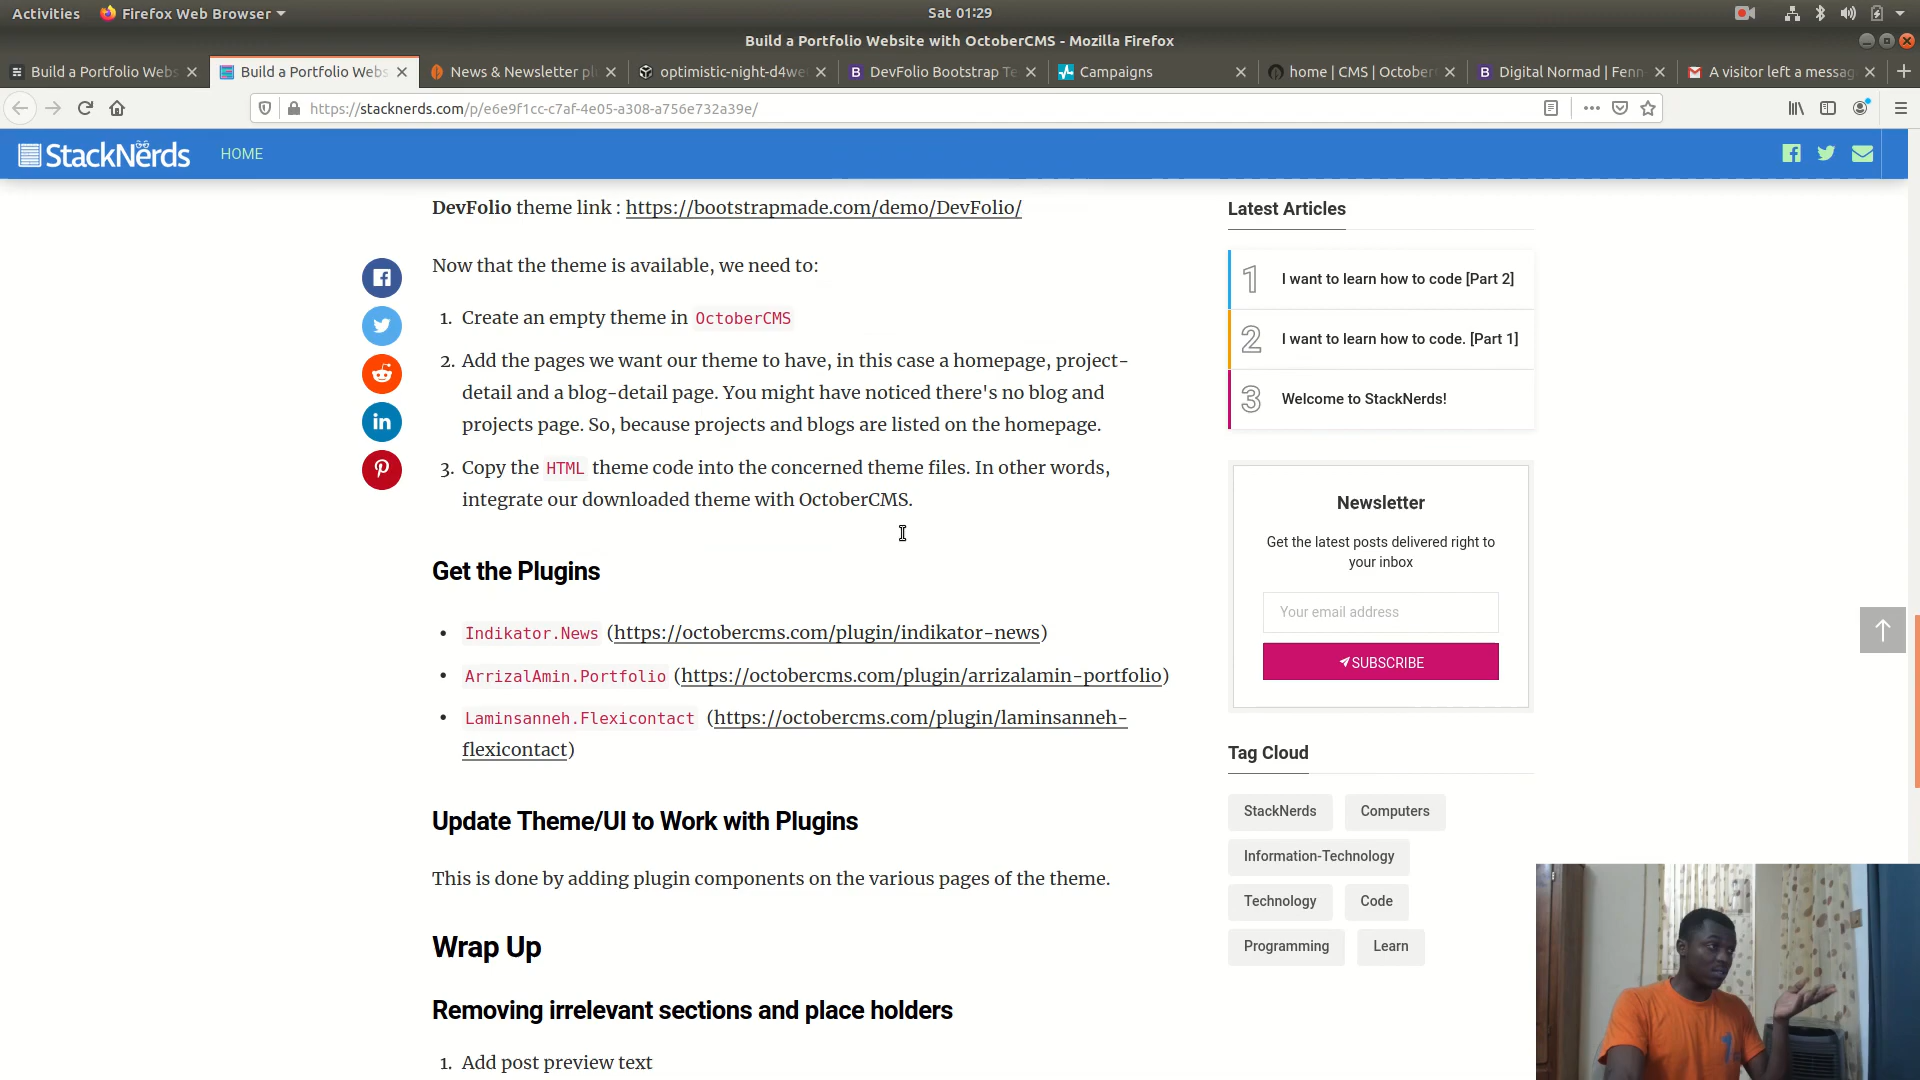 Activities Firefox Web Browser Sat 01:29
Build a Portfolio Website with OctoberCMS - Mozilla Firefox
Build a Portfolio Webs Build a Portfolio Webs News & Newsletter pl optimistic-night-d4we DevFolio Bootstrap Te Campaigns home | CMS | October Digital Normad | Fenn A visitor left a messag
https://stacknerds.com/p/e6e9f1cc-c7af-4e05-a308-a756e732a39e/
StackNerds HOME
DevFolio theme link : https://bootstrapmade.com/demo/DevFolio/
Now that the theme is available, we need to:
1. Create an empty theme in OctoberCMS
2. Add the pages we want our theme to have, in this case a homepage, project-
detail and a blog-detail page. You might have noticed there's no blog and
projects page. So, because projects and blogs are listed on the homepage.
3. Copy the HTML theme code into the concerned theme files. In other words,
integrate our downloaded theme with OctoberCMS.
Get the Plugins
• Indikator.News (https://octobercms.com/plugin/indikator-news)
• ArrizalAmin.Portfolio (https://octobercms.com/plugin/arrizalamin-portfolio)
• Laminsanneh.Flexicontact (https://octobercms.com/plugin/laminsanneh-
flexicontact)
Update Theme/UI to Work with Plugins
This is done by adding plugin components on the various pages of the theme.
Wrap Up
Removing irrelevant sections and place holders
1. Add post preview text
Latest Articles
1 I want to learn how to code [Part 2]
2 I want to learn how to code. [Part 1]
3 Welcome to StackNerds!
Newsletter
Get the latest posts delivered right to
your inbox
Your email address
SUBSCRIBE
Tag Cloud
StackNerds Computers
Information-Technology
Technology Code
Programming Learn